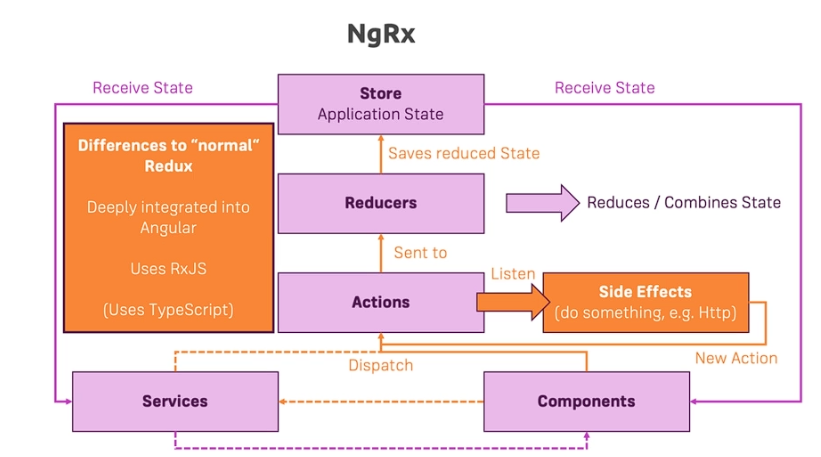 NgRx
Receive State
Store
Application State
Receive State
Differences to “normal”
Redux
Deeply integrated into
Angular
Uses RxJS
(Uses TypeScript)
Saves reduced State
Reducers
Reduces / Combines State
Sent to
Actions
Listen
Side Effects
(do something, e.g. Http)
New Action
Dispatch
Services
Components